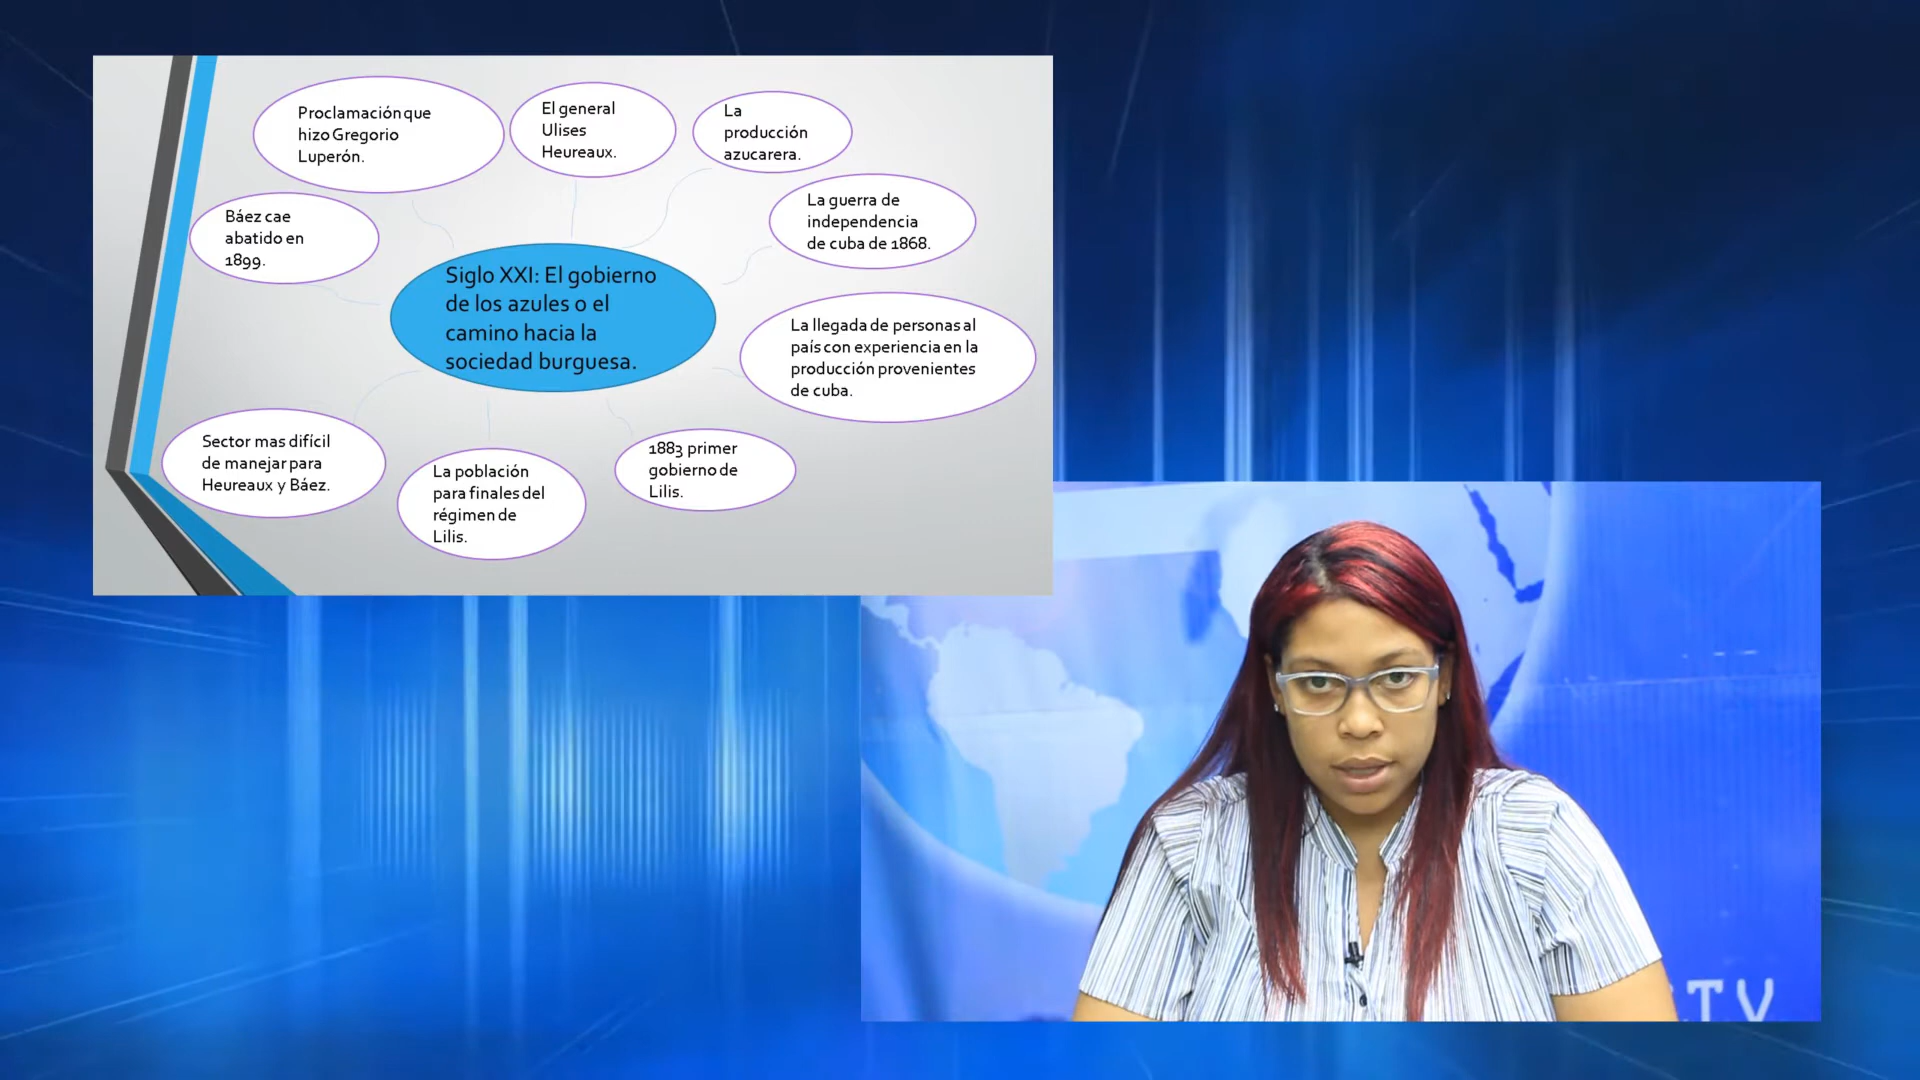 Proclamación que
hizo Gregorio
Luperón.
El general
Ulises
Heureaux.
La
producción
azucarera.
La guerra de
independencia
de cuba de 1868.
Báez cae
abatido en
1899.
Siglo XXI: El gobierno
de los azules o el
camino hacia la
sociedad burguesa.
La llegada de personas al
país con experiencia en la
producción provenientes
de cuba.
Sector mas difícil
de manejar para
Heureaux y Báez.
La población
para finales del
régimen de
Lilis.
1883 primer
gobierno de
Lilis.
.TV